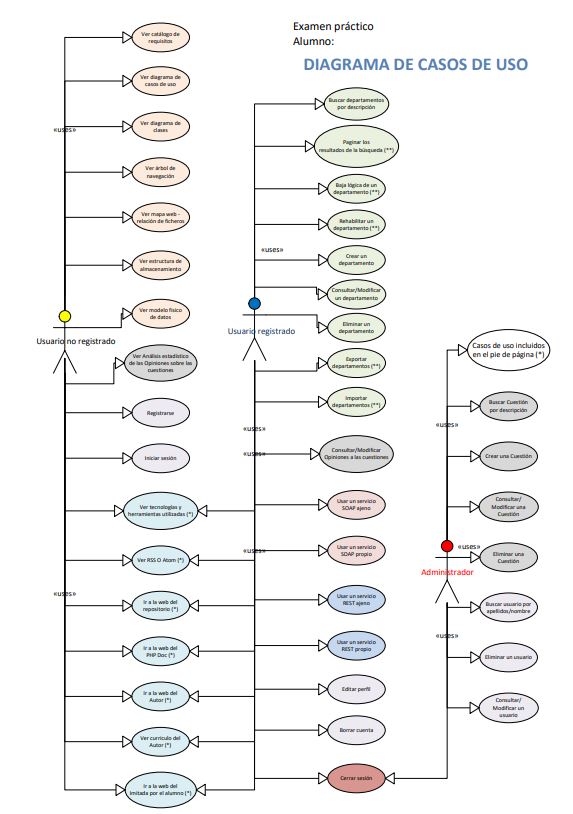 Examen práctico
Alumno:
DIAGRAMA DE CASOS DE USO
Ver catálogo de
requisitos
Ver diagrama de
casos de uso
«uses»
Ver diagrama de
clases
Ver árbol de
navegación
Ver mapa web -
relación de ficheros
Ver estructura de
almacenamiento
Ver modelo físico
de datos
Usuario no registrado
Ver Análisis estadístico
de las Opiniones sobre las
cuestiones
Registrarse
Iniciar sesión
Ver tecnologías y
herramientas utilizadas (*)
Ver RSS O Atom (*)
«uses»
Ir a la web del
repositorio (*)
Ir a la web del
PHP Doc (*)
Ir a la web del
Autor (*)
Ver curriculo del
Autor (*)
Ir a la web del
imitada por el alumno (*)
Buscar departamentos
por descripción
Paginar los
resultados de la búsqueda (**)
Baja lógica de un
departamento (**)
Rehabilitar un
departamento (**)
«uses»
Crear un
departamento
Consultar/Modificar
un departamento
Usuario registrado
Eliminar un
departamento
Exportar
departamentos (**)
Importar
departamentos (**)
«uses»
«uses»
Consultar/Modificar
Opiniones a las cuestiones
Usar un servicio
SOAP ajeno
«uses»
Usar un servicio
SOAP propio
Usar un servicio
REST ajeno
Usar un servicio
REST propio
Editar perfil
Borrar cuenta
Cerrar sesión
Casos de uso incluidos
en el pie de página (*)
Buscar Cuestión
por descripción
«uses»
Crear una Cuestión
Consultar/
Modificar una
Cuestión
«uses»
Eliminar una
Cuestión
Administrador
Buscar usuario por
apellidos/nombre
«uses»
Eliminar un usuario
Consultar/
Modificar un
usuario